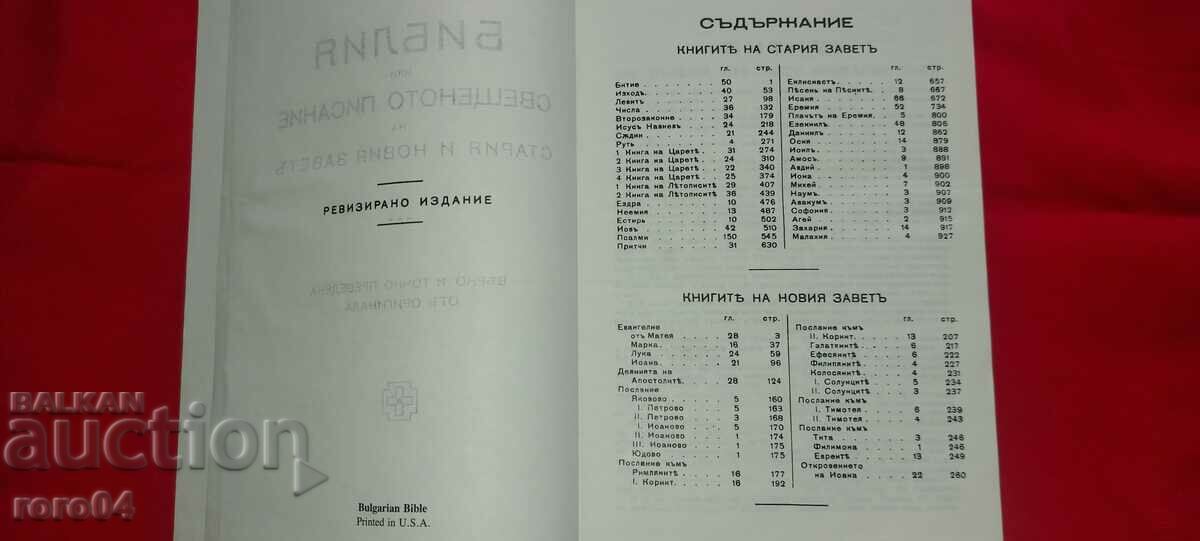 БИБЛИЯ
или
СВЕЩЕНОТО ПИСАНИЕ
НА
СТАРИЯ И НОВИЯ ЗАВЕТЪ
РЕВИЗИРАНО ИЗДАНИЕ
ВѢРНО И ТОЧНО ПРЕВЕДЕНА
ОТЪ ОРИГИНАЛА
Bulgarian Bible
Printed in U.S.A.
BALKAN
auction
roro04
СЪДЪРЖАНИЕ
КНИГИТѢ НА СТАРИЯ ЗАВЕТЪ
гл. стр.
Битие 50 1
Изходъ 40 53
Левитъ 27 98
Числа 36 132
Второзакониe 34 179
Исусъ Навиевъ 24 218
Сѫдии 21 244
Рутъ 4 271
1 Книга на Царетѣ 31 274
2 Книга на Царетѣ 24 310
3 Книга на Царетѣ 22 340
4 Книга на Царетѣ 25 374
1 Книга на Лѣтописитѣ 29 407
2 Книга на Лѣтописитѣ 36 439
Ездра 10 476
Неемия 13 487
Естирь 10 502
Иовъ 42 510
Псалми 150 545
Притчи 31 630
гл. стр.
Еклисиастъ 12 657
Пѣсень на Пѣснитѣ 8 667
Исаия 66 672
Еремия 52 734
Плачътъ на Еремия 5 800
Езекиилъ 48 806
Даниилъ 12 862
Осия 14 879
Иоилъ 3 888
Амосъ 9 891
Авдий 1 898
Иона 4 900
Михей 7 902
Наумъ 3 907
Авакумъ 3 909
Софония 3 912
Агей 2 915
Захария 14 917
Малахия 4 927
КНИГИТѢ НА НОВИЯ ЗАВЕТЪ
гл. стр.
Евангелие
отъ Матея 28 3
Марка 16 37
Лука 24 59
Иоана 21 96
Деянията на
Апостолитѣ 28 124
Послание
Яковово 5 160
I. Петрово 5 163
II. Петрово 3 168
I. Иоаново 5 170
II. Иоаново 1 174
III. Иоаново 1 175
Юдово 1 175
Послание къмъ
Римлянитѣ 16 177
I. Коринт. 16 192
гл. стр.
Послание къмъ
II. Коринт. 13 207
Галатянитѣ 6 217
Ефесянитѣ 6 222
Филипянитѣ 4 227
Колосянитѣ 4 231
I. Солунцитѣ 5 234
II. Солунцитѣ 3 237
Послание къмъ
I. Тимотея 6 239
II. Тимотея 4 243
Послание къмъ
Тита 3 246
Филимона 1 248
Евреитѣ 13 249
Откровението
на Иоана 22 260